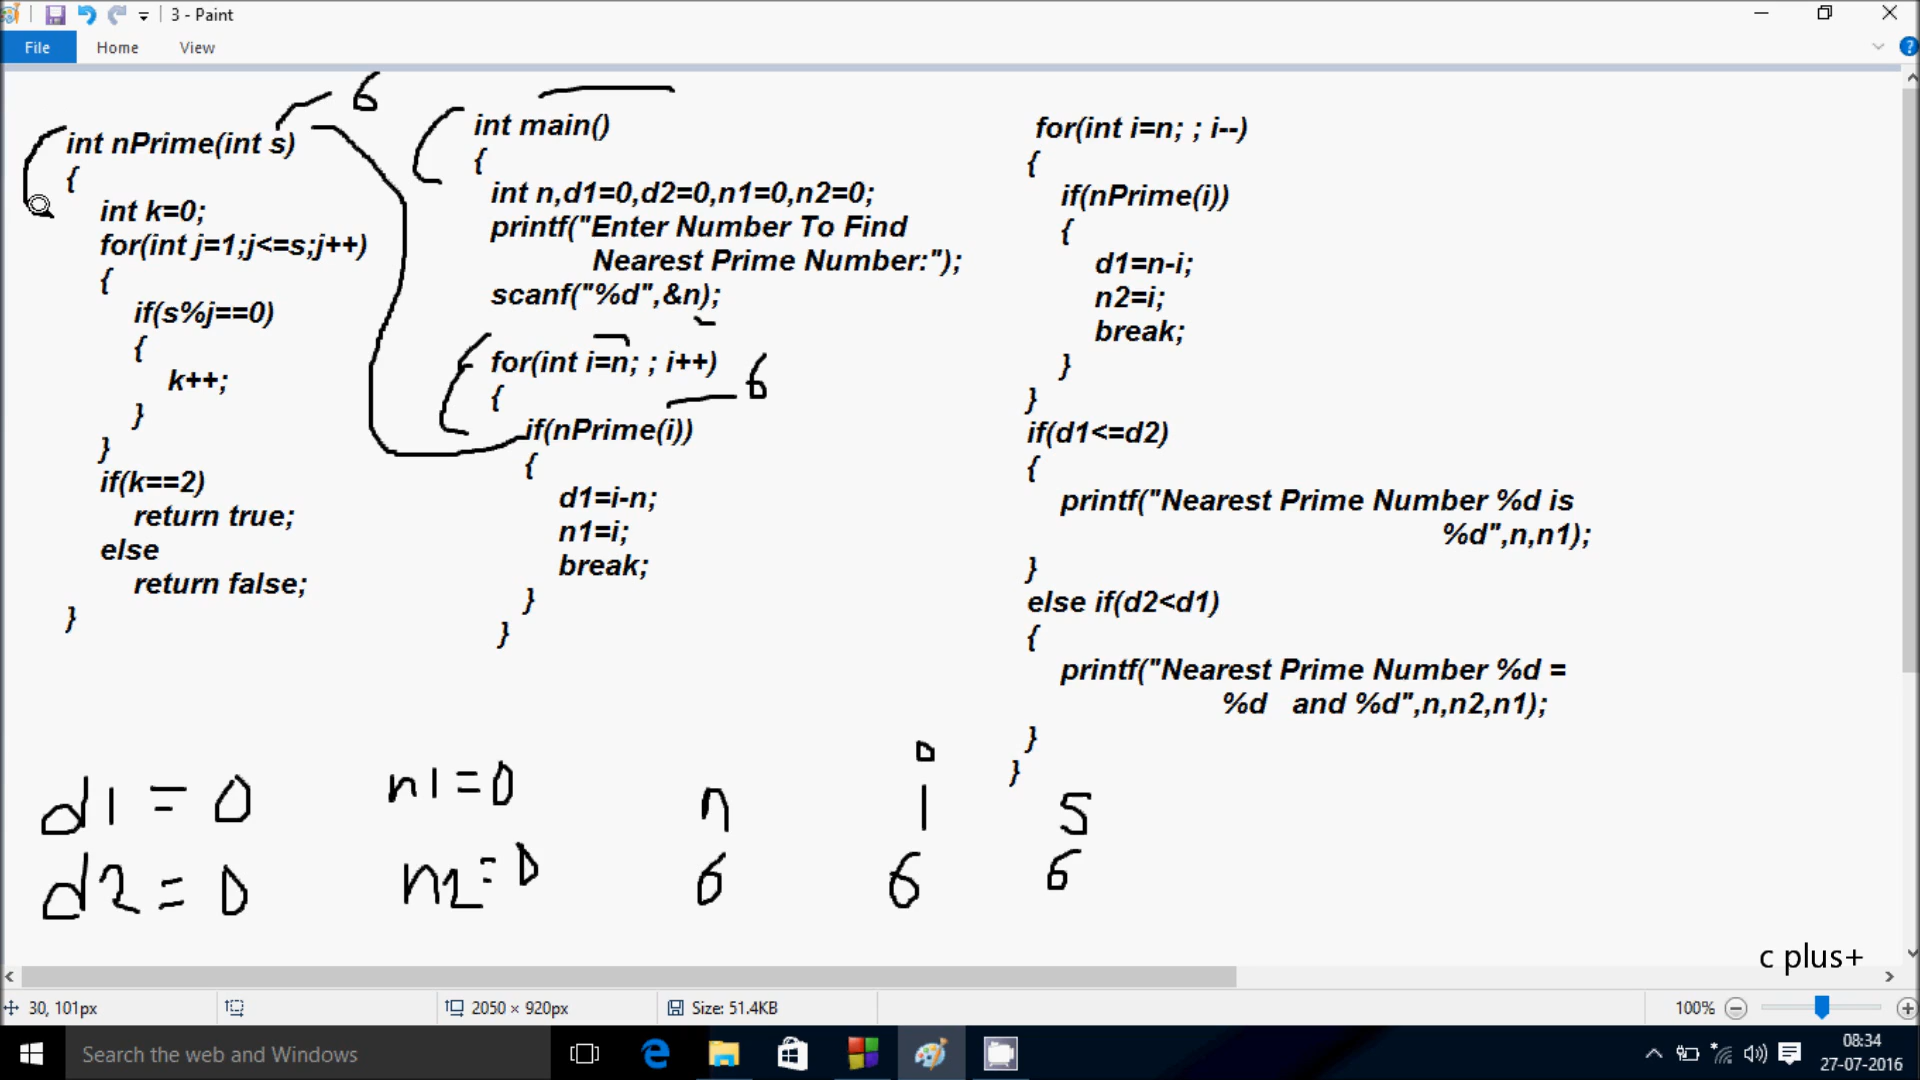 3 - Paint
File Home View
6
int nPrime(int s)
{
int k=0;
for(int j=1;j<=s;j++)
{
if(s%j==0)
{
k++;
}
}
if(k==2)
return true;
else
return false;
}
int main()
{
int n,d1=0,d2=0,n1=0,n2=0;
printf("Enter Number To Find
Nearest Prime Number:");
scanf("%d",&n);
for(int i=n; ; i++)
6
{
if(nPrime(i))
{
d1=i-n;
n1=i;
break;
}
}
for(int i=n; ; i--)
{
if(nPrime(i))
{
d1=n-i;
n2=i;
break;
}
}
if(d1<=d2)
{
printf("Nearest Prime Number %d is
%d",n,n1);
}
else if(d2<d1)
{
printf("Nearest Prime Number %d =
%d and %d",n,n2,n1);
}
}
d1 = 0 n1=0 n i s
d2 = 0 n2=0 6 6 6
c plus+
30, 101px 2050 × 920px Size: 51.4KB 100%
Search the web and Windows
08:34
27-07-2016